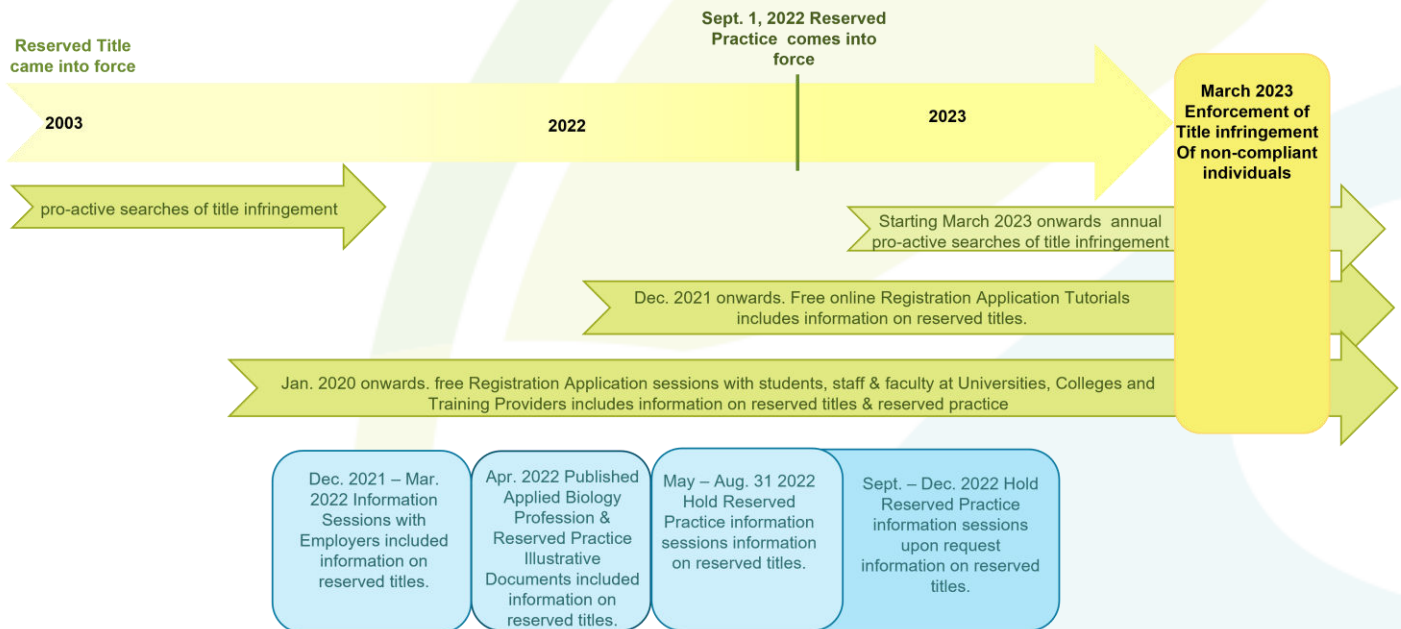 Reserved Title
came into force
Sept. 1, 2022 Reserved
Practice comes into
force
2003
2022
2023
March 2023
Enforcement of
Title infringement
Of non-compliant
individuals
pro-active searches of title infringement
Starting March 2023 onwards annual
pro-active searches of title infringement
Dec. 2021 onwards. Free online Registration Application Tutorials
includes information on reserved titles.
Jan. 2020 onwards. free Registration Application sessions with students, staff & faculty at Universities, Colleges and
Training Providers includes information on reserved titles & reserved practice
Dec. 2021 – Mar.
2022 Information
Sessions with
Employers included
information on
reserved titles.
Apr. 2022 Published
Applied Biology
Profession &
Reserved Practice
Illustrative
Documents included
information on
reserved titles.
May – Aug. 31 2022
Hold Reserved
Practice information
sessions information
on reserved titles.
Sept. – Dec. 2022 Hold
Reserved Practice
information sessions
upon request
information on reserved
titles.